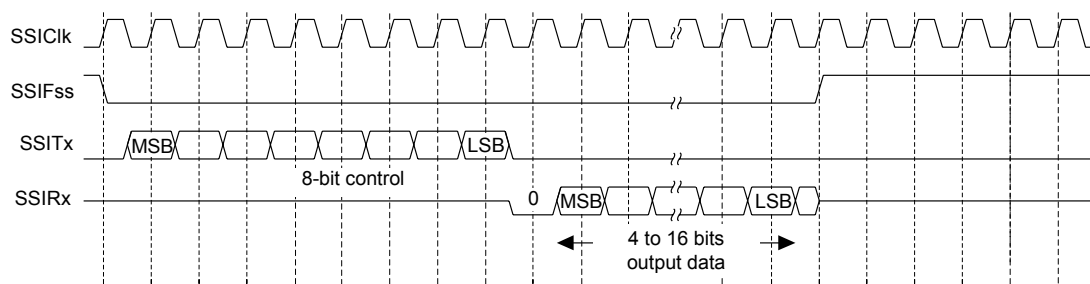 SSIClk
SSIFss
SSITx MSB LSB
8-bit control
SSIRx 0 MSB LSB
4 to 16 bits
output data